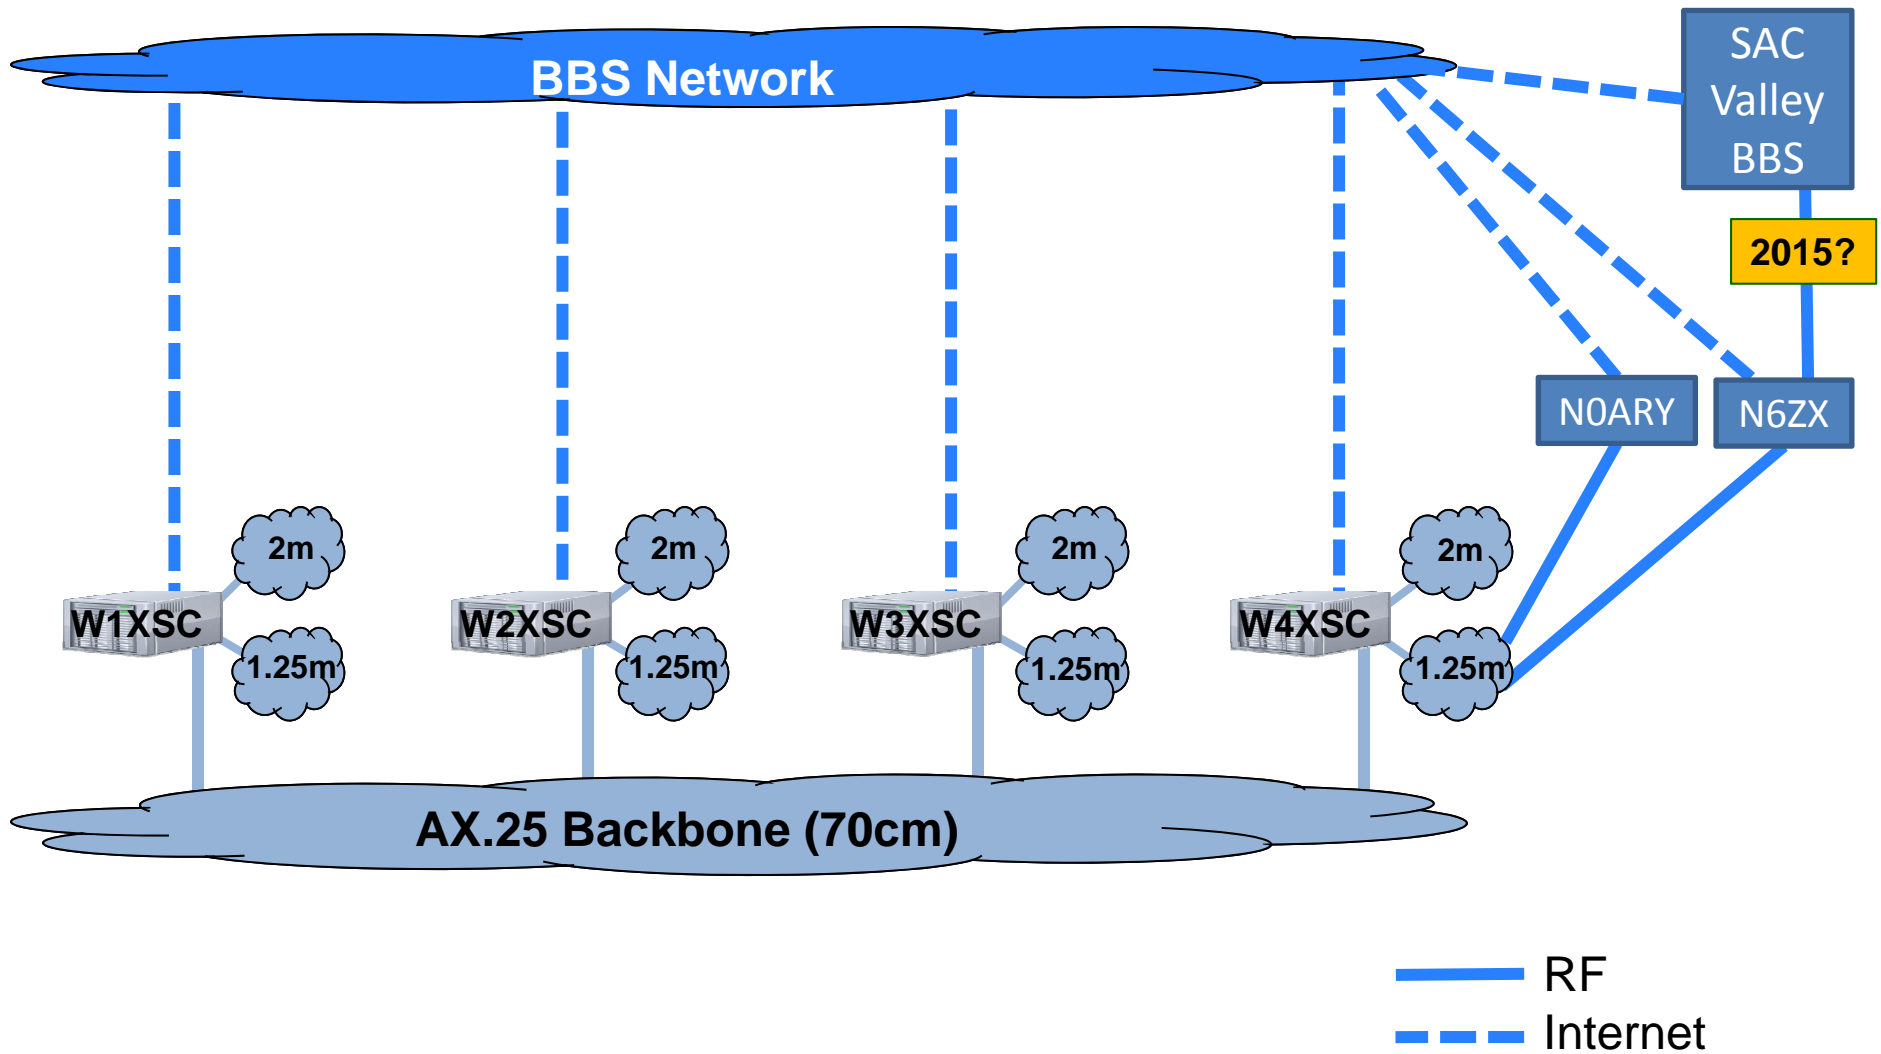 BBS Network
SAC
Valley
BBS
2015?
N0ARY
N6ZX
2m
2m
2m
2m
W1XSC
W2XSC
W3XSC
W4XSC
1.25m
1.25m
1.25m
1.25m
AX.25 Backbone (70cm)
RF
Internet